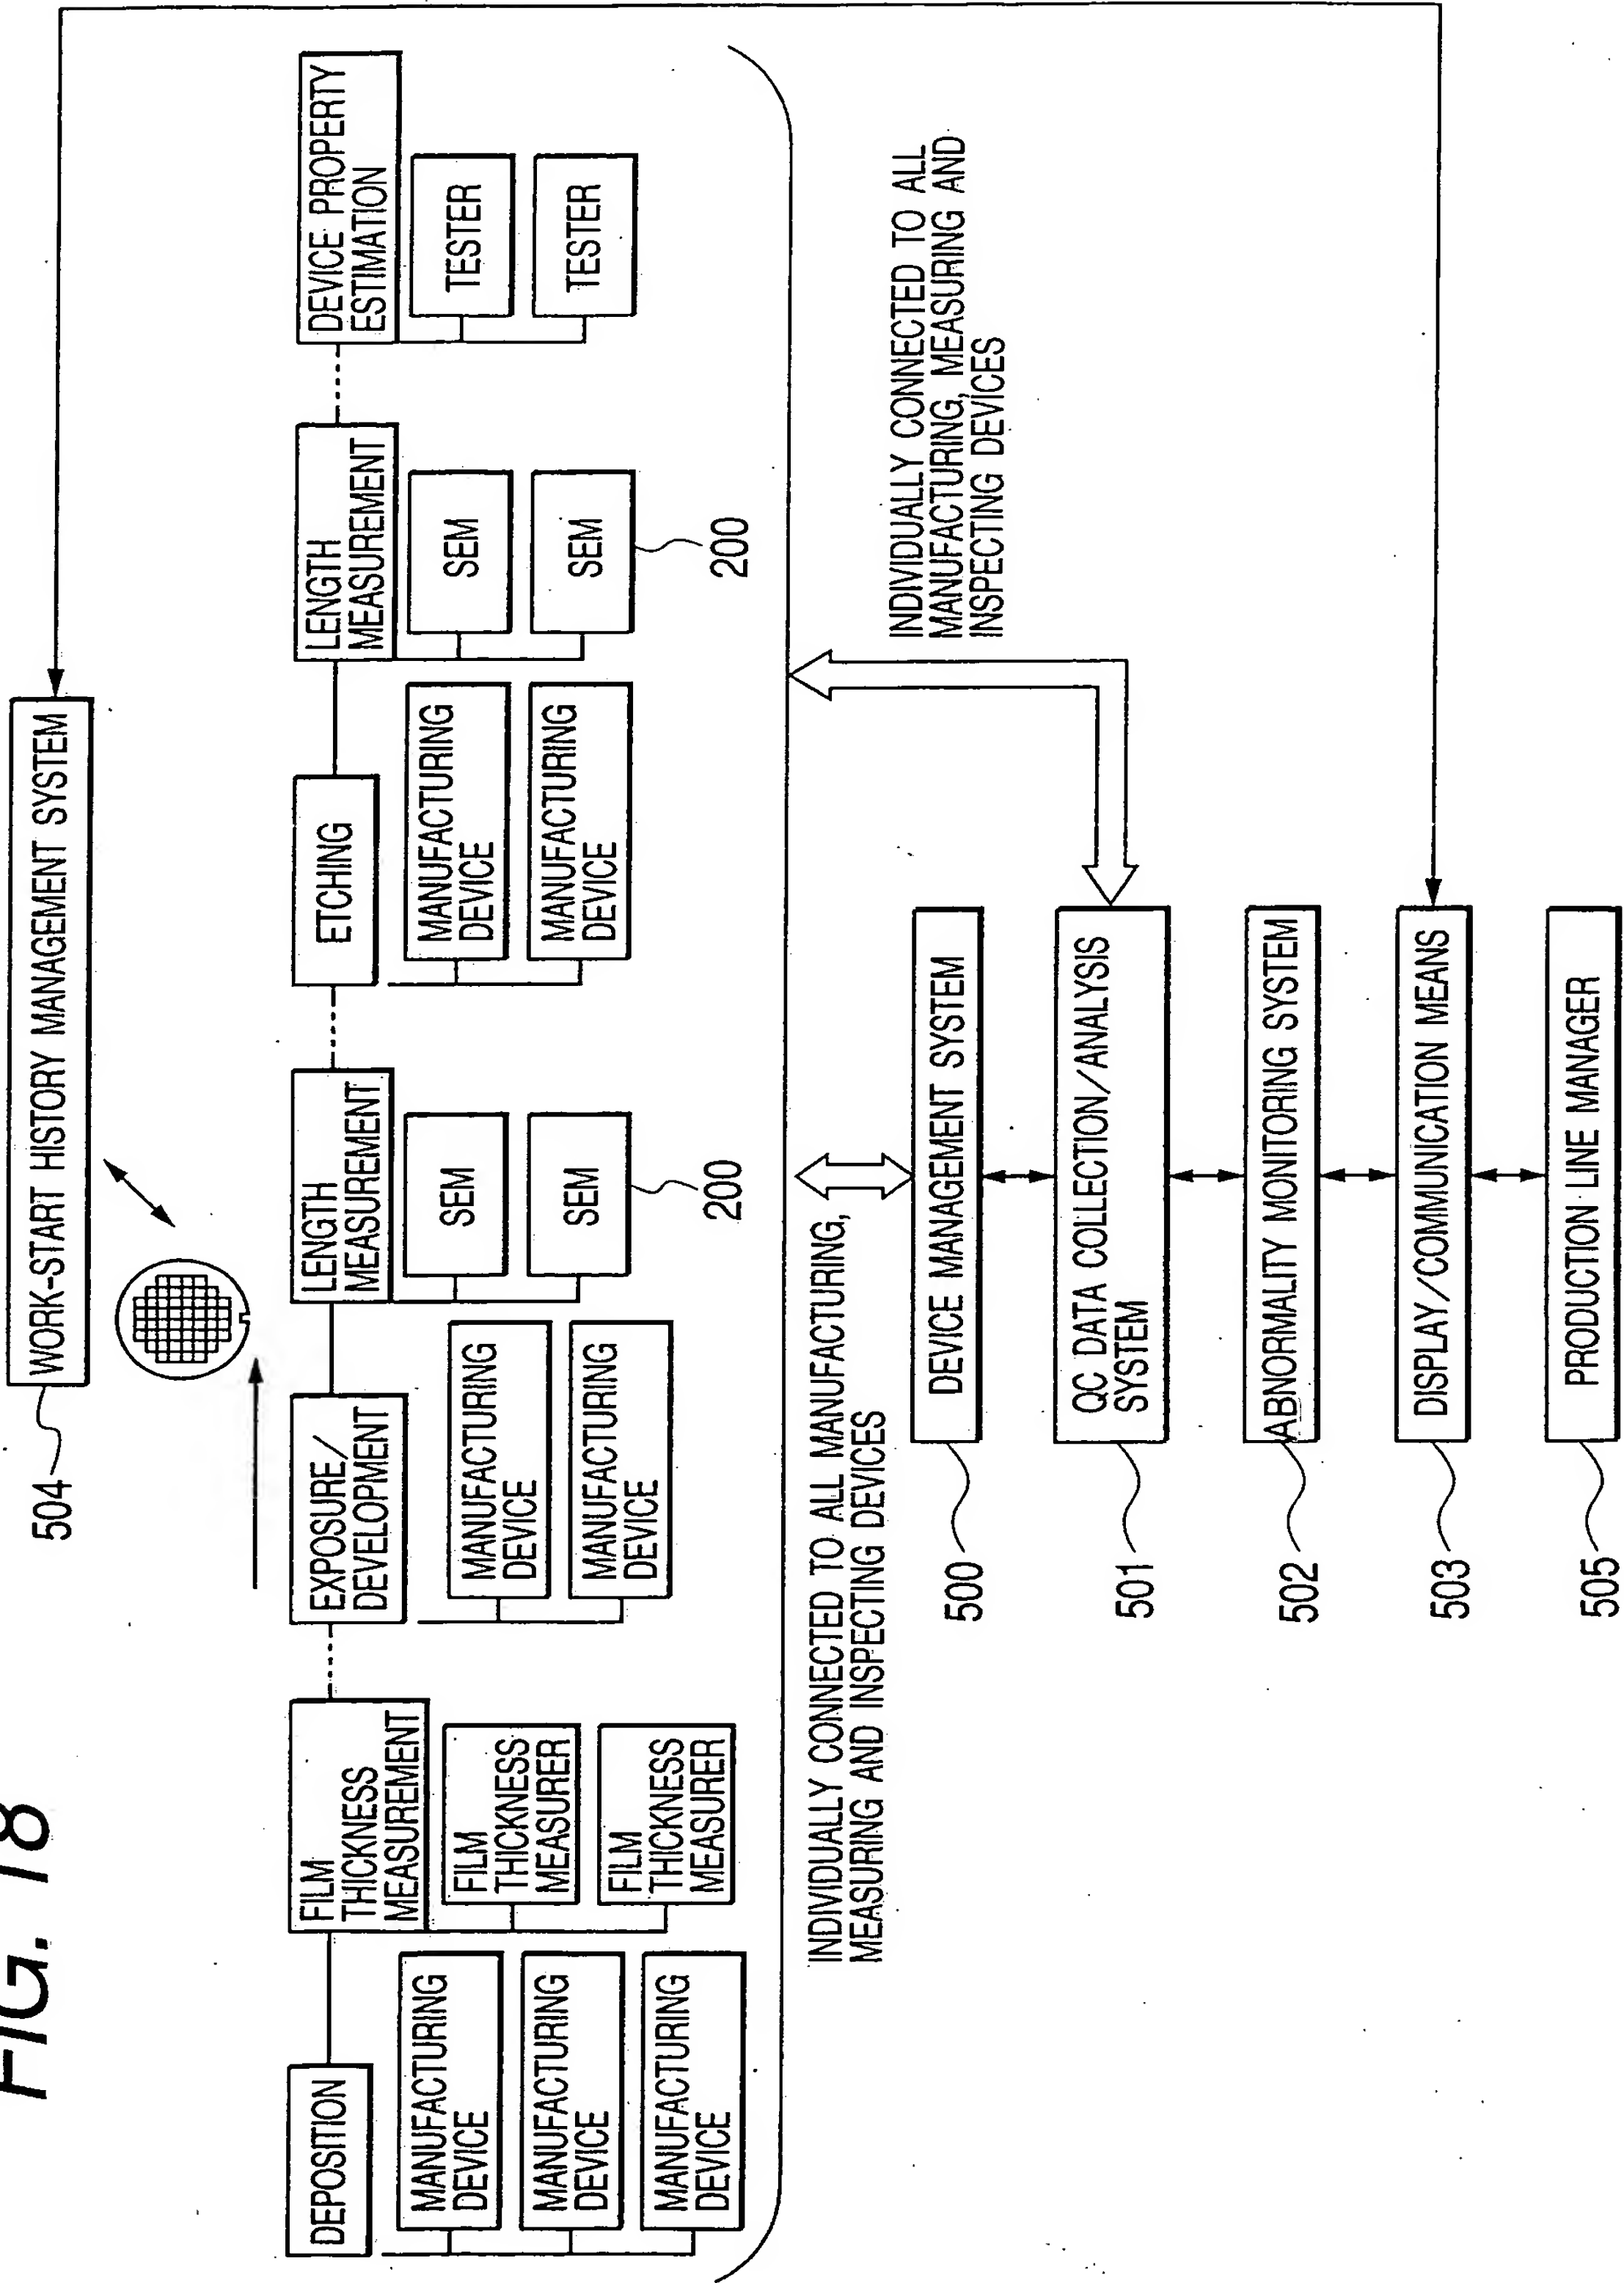 FIG. 18
504
WORK-START HISTORY MANAGEMENT SYSTEM
DEPOSITION
MANUFACTURING
DEVICE
MANUFACTURING
DEVICE
MANUFACTURING
DEVICE
FILM
THICKNESS
MEASUREMENT
FILM
THICKNESS
MEASURER
FILM
THICKNESS
MEASURER
EXPOSURE/
DEVELOPMENT
MANUFACTURING
DEVICE
MANUFACTURING
DEVICE
LENGTH
MEASUREMENT
SEM
SEM
200
ETCHING
MANUFACTURING
DEVICE
MANUFACTURING
DEVICE
LENGTH
MEASUREMENT
SEM
SEM
200
DEVICE PROPERTY
ESTIMATION
TESTER
TESTER
INDIVIDUALLY CONNECTED TO ALL MANUFACTURING,
MEASURING AND INSPECTING DEVICES
INDIVIDUALLY CONNECTED TO ALL
MANUFACTURING, MEASURING AND
INSPECTING DEVICES
500
DEVICE MANAGEMENT SYSTEM
501
QC DATA COLLECTION/ANALYSIS
SYSTEM
502
ABNORMALITY MONITORING SYSTEM
503
DISPLAY/COMMUNICATION MEANS
505
PRODUCTION LINE MANAGER